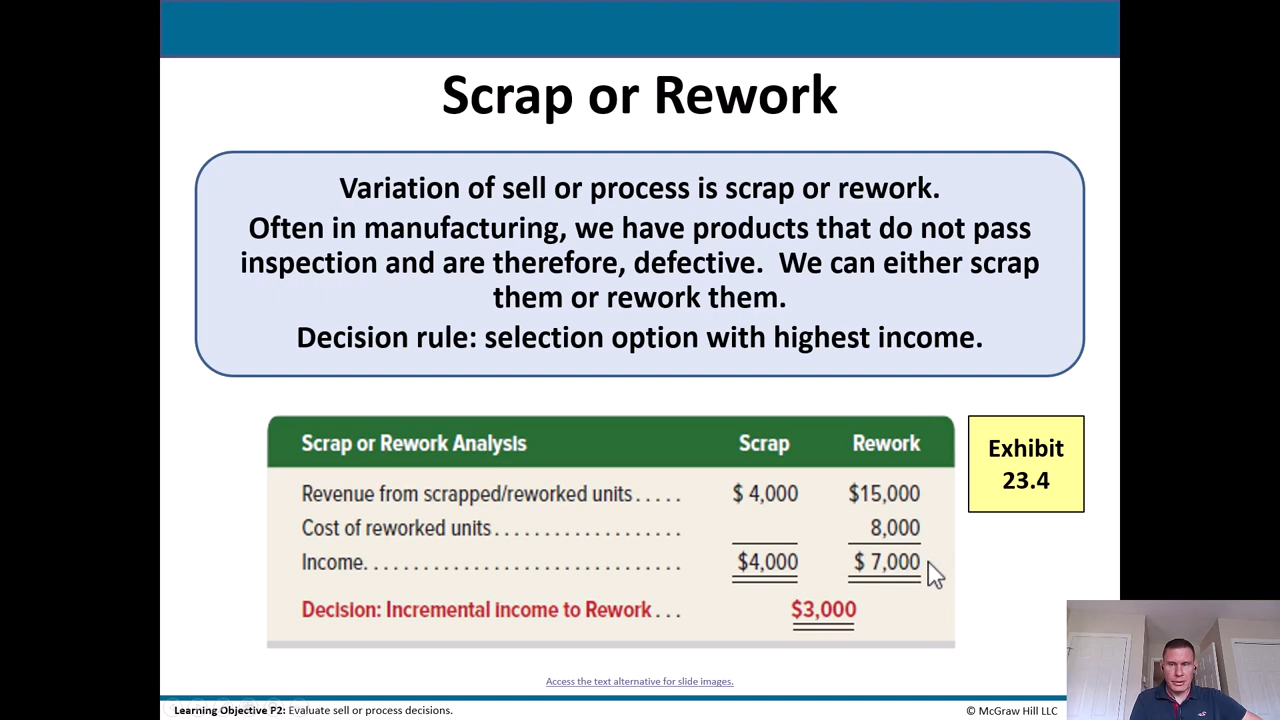 Scrap or Rework
Variation of sell or process is scrap or rework.
Often in manufacturing, we have products that do not pass
inspection and are therefore, defective.  We can either scrap
them or rework them.
Decision rule: selection option with highest income.
Scrap or Rework Analysis Scrap Rework
Revenue from scrapped/reworked units..... $ 4,000 $15,000
Cost of reworked units................... 8,000
Income............................... $4,000 $ 7,000
Decision: Incremental income to Rework... $3,000
Exhibit
23.4
Access the text alternative for slide images.
Learning Objective P2: Evaluate sell or process decisions.
© McGraw Hill LLC